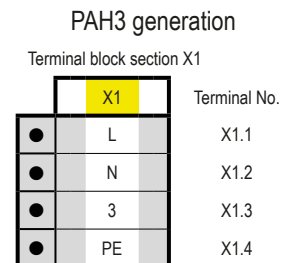 PAH3 generation
Terminal block section X1
X1 Terminal No.
L X1.1
N X1.2
3 X1.3
PE X1.4